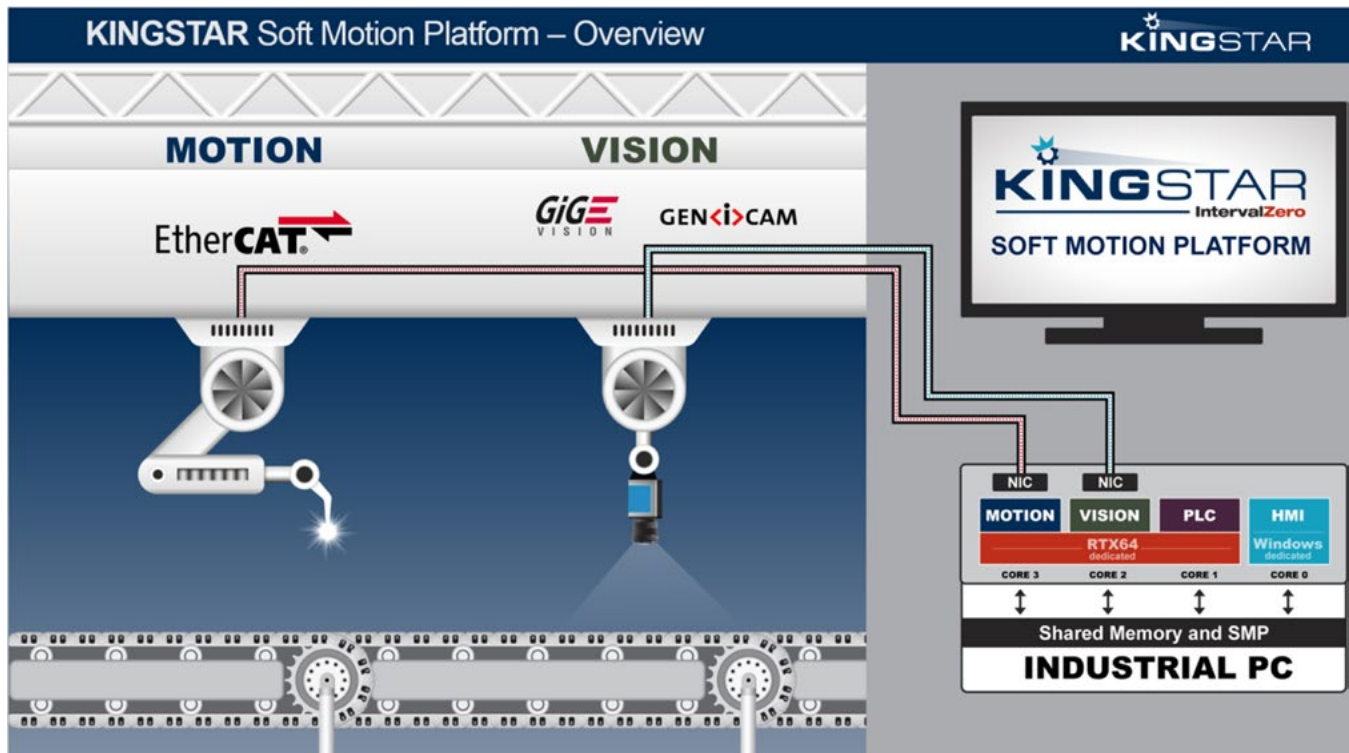 KINGSTAR Soft Motion Platform – Overview
KINGSTAR
MOTION
VISION
EtherCAT®
GiGE
VISION
GEN<i>CAM
KINGSTAR
IntervalZero
SOFT MOTION PLATFORM
NIC
NIC
MOTION
VISION
PLC
HMI
RTX64
dedicated
Windows
dedicated
CORE 3
CORE 2
CORE 1
CORE 0
Shared Memory and SMP
INDUSTRIAL PC